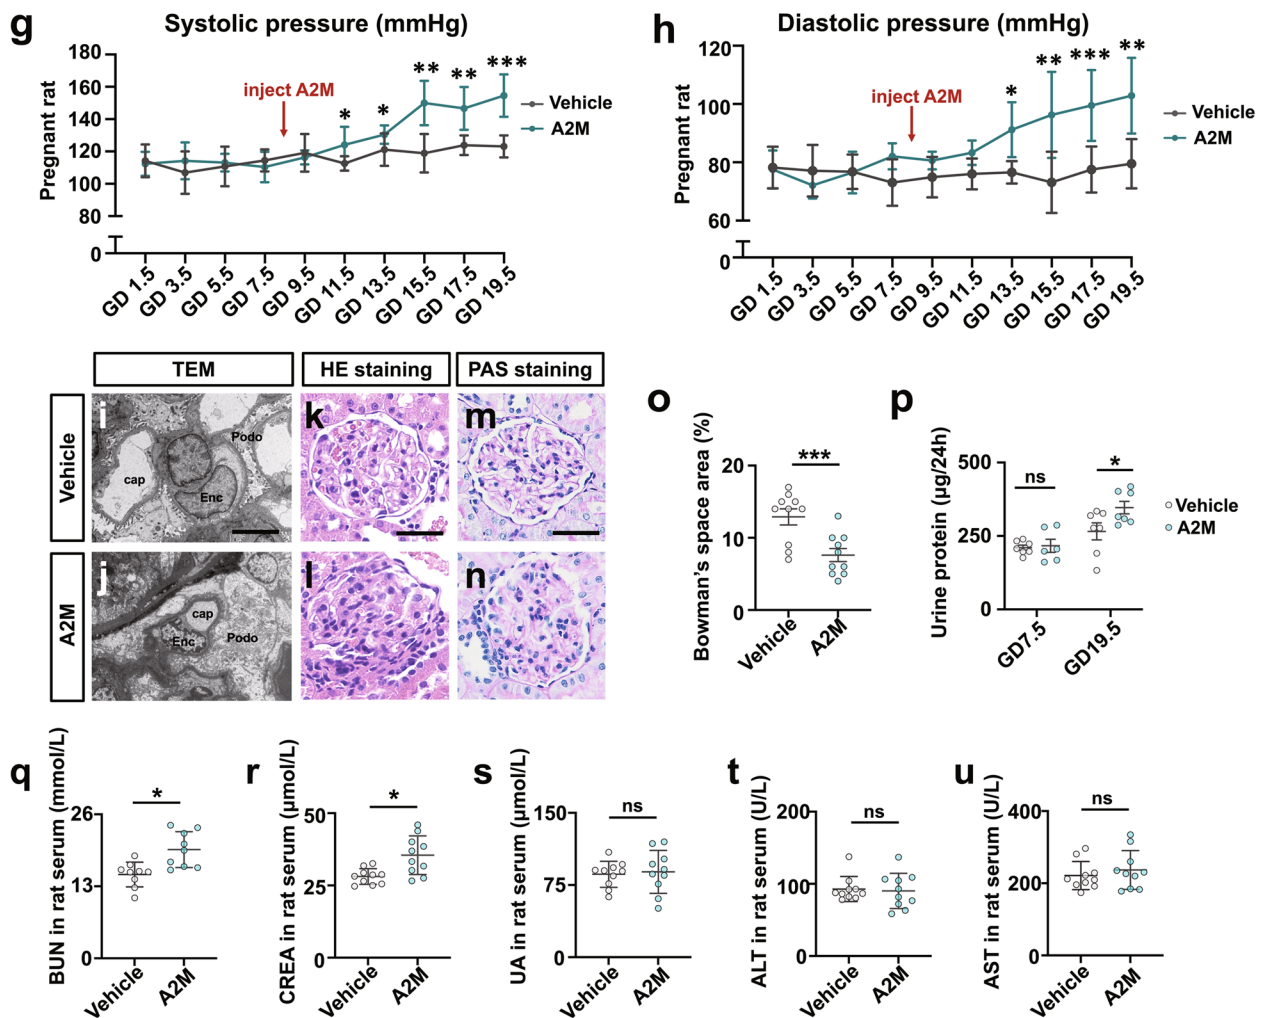 g
Systolic pressure (mmHg)
Pregnant rat
180
160
140
120
100
80
0
inject A2M
*
*
**
**
***
Vehicle
A2M
GD 1.5
GD 3.5
GD 5.5
GD 7.5
GD 9.5
GD 11.5
GD 13.5
GD 15.5
GD 17.5
GD 19.5
h
Diastolic pressure (mmHg)
Pregnant rat
120
100
80
60
0
inject A2M
*
**
***
**
Vehicle
A2M
GD 1.5
GD 3.5
GD 5.5
GD 7.5
GD 9.5
GD 11.5
GD 13.5
GD 15.5
GD 17.5
GD 19.5
TEM
HE staining
PAS staining
Vehicle
i
Podo
cap
Enc
k
m
A2M
j
cap
Enc
Podo
l
n
o
Bowman's space area (%)
20
10
0
***
Vehicle
A2M
p
Urine protein (µg/24h)
500
250
0
ns
*
GD7.5
GD19.5
Vehicle
A2M
q
BUN in rat serum (mmol/L)
26
13
0
*
Vehicle
A2M
r
CREA in rat serum (µmol/L)
50
25
0
*
Vehicle
A2M
s
UA in rat serum (µmol/L)
150
75
0
ns
Vehicle
A2M
t
ALT in rat serum (U/L)
200
100
0
ns
Vehicle
A2M
u
AST in rat serum (U/L)
400
200
0
ns
Vehicle
A2M